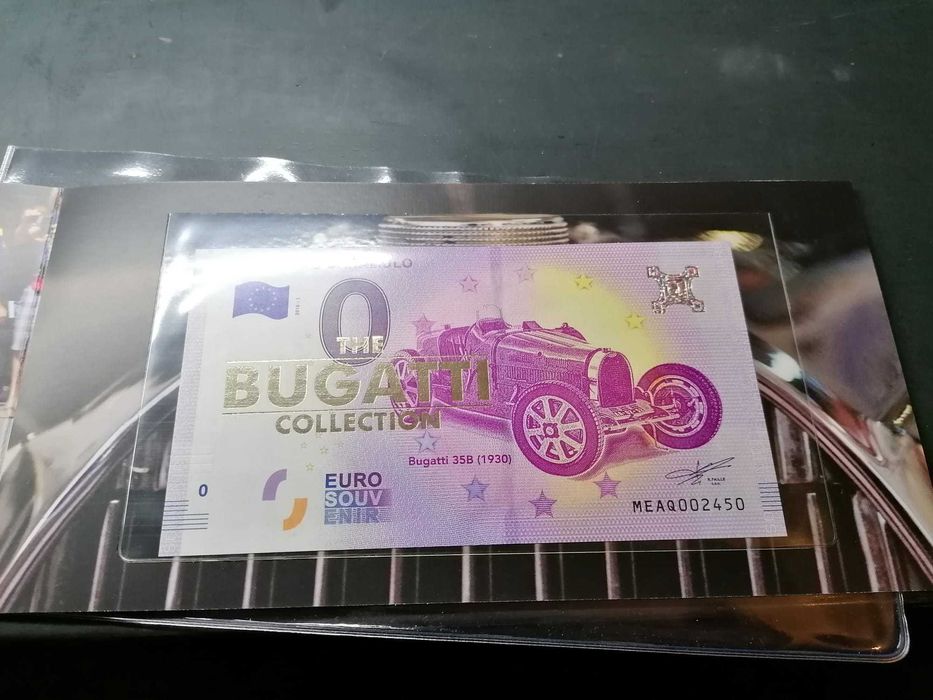 0
THE
BUGATTI
COLLECTION
Bugatti 35B (1930)
0
EURO
SOUV
ENIR
MEAQ002450